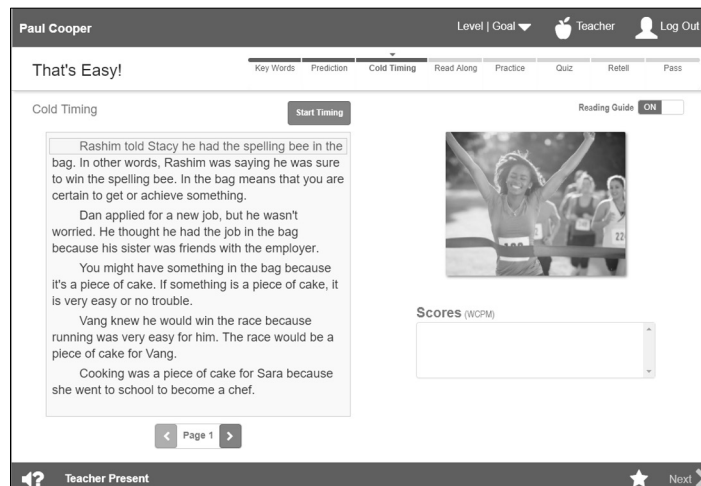 Paul Cooper
Level | Goal
Teacher
Log Out
That's Easy!
Key Words
Prediction
Cold Timing
Read Along
Practice
Quiz
Retell
Pass
Cold Timing
Start Timing
Reading Guide
ON
Rashim told Stacy he had the spelling bee in the
bag. In other words, Rashim was saying he was sure
to win the spelling bee. In the bag means that you are
certain to get or achieve something.
Dan applied for a new job, but he wasn't
worried. He thought he had the job in the bag
because his sister was friends with the employer.
You might have something in the bag because
it's a piece of cake. If something is a piece of cake, it
is very easy or no trouble.
Vang knew he would win the race because
running was very easy for him. The race would be a
piece of cake for Vang.
Cooking was a piece of cake for Sara because
she went to school to become a chef.
Scores (WCPM)
Page 1
?
Teacher Present
Next